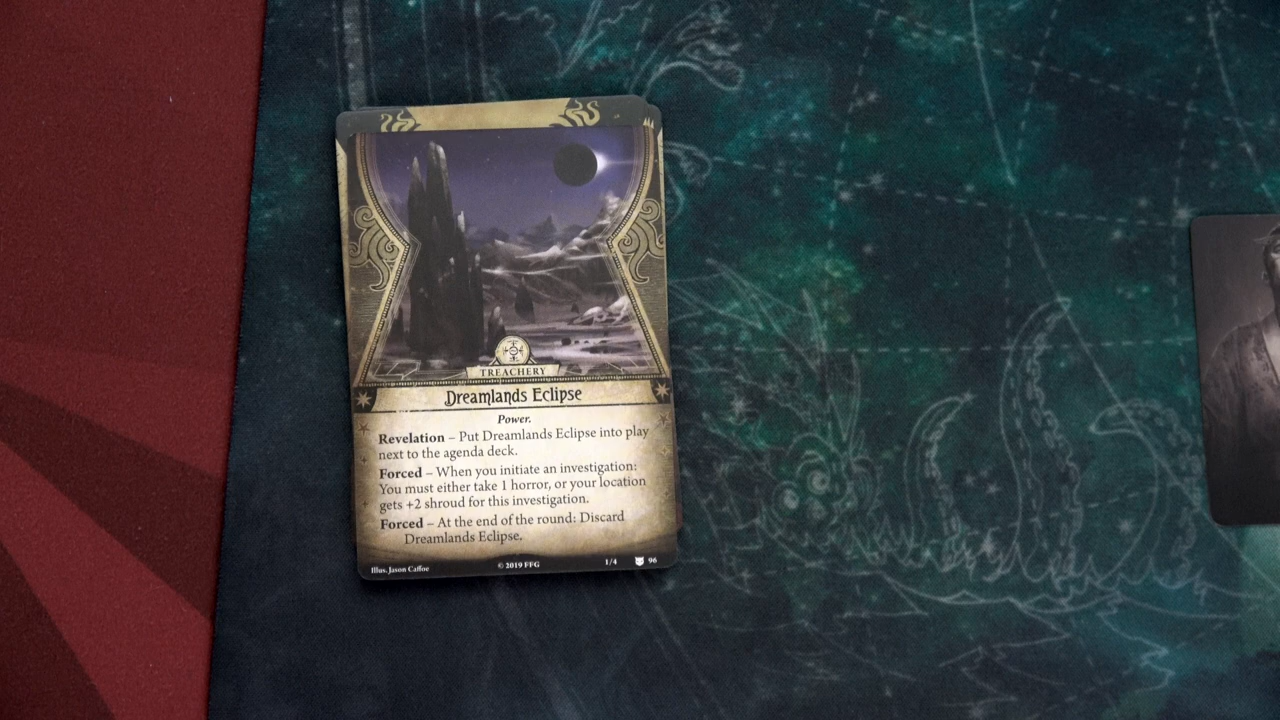 TREACHERY
Dreamlands Eclipse
Power.
Revelation – Put Dreamlands Eclipse into play
next to the agenda deck.
Forced – When you initiate an investigation:
You must either take 1 horror, or your location
gets +2 shroud for this investigation.
Forced – At the end of the round: Discard
Dreamlands Eclipse.
Illus. Jason Caffoe © 2019 FFG 1/4 96